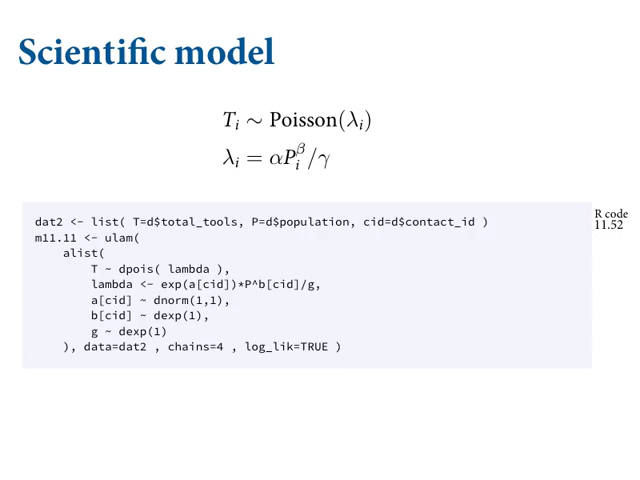 Scientific model
T_i ∼ Poisson(λ_i)
λ_i = αP_i^β/γ
R code
11.52
dat2 <- list( T=d$total_tools, P=d$population, cid=d$contact_id )
m11.11 <- ulam(
    alist(
        T ~ dpois( lambda ),
        lambda <- exp(a[cid])*P^b[cid]/g,
        a[cid] ~ dnorm(1,1),
        b[cid] ~ dexp(1),
        g ~ dexp(1)
    ), data=dat2 , chains=4 , log_lik=TRUE )